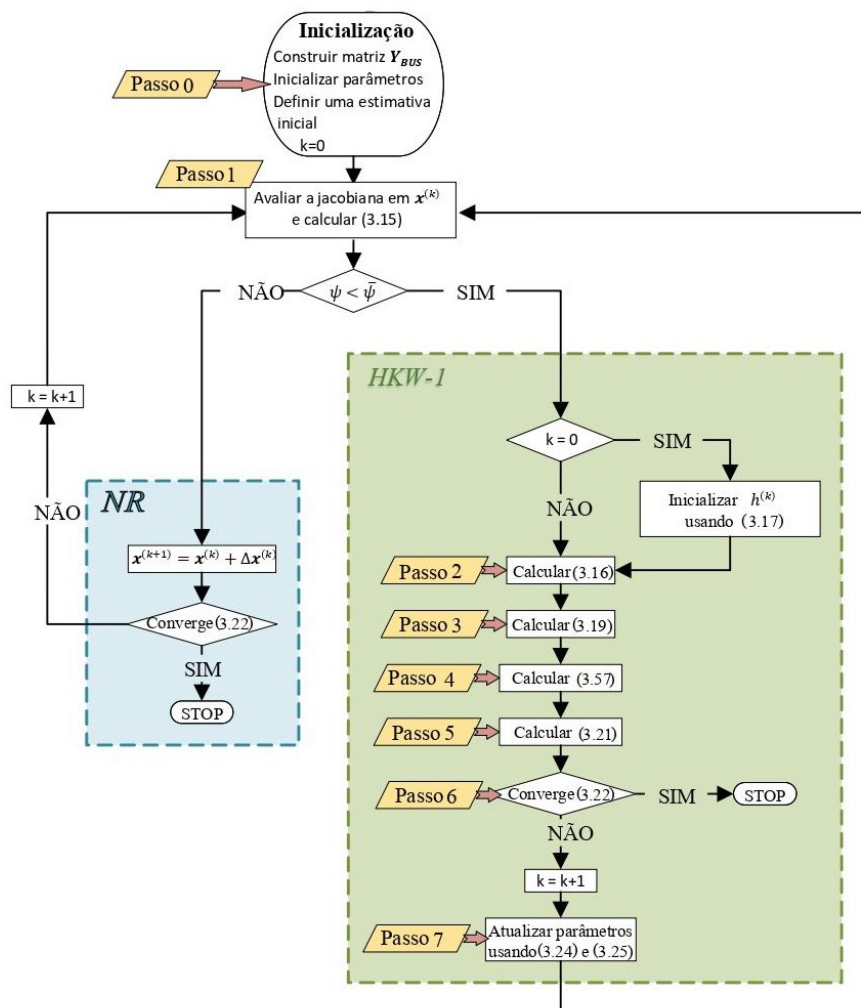 Inicialização
Construir matriz Y_BUS
Inicializar parâmetros
Definir uma estimativa
inicial
k=0
Passo 0
Passo 1
Avaliar a jacobiana em x^(k)
e calcular (3.15)
NÃO
ψ < ψ̄
SIM
HKW-1
k = k+1
k = 0
SIM
NR
NÃO
Inicializar h^(k)
usando (3.17)
NÃO
x^(k+1) = x^(k) + Δx^(k)
Passo 2
Calcular(3.16)
Converge(3.22)
Passo 3
Calcular(3.19)
SIM
Passo 4
Calcular (3.57)
STOP
Passo 5
Calcular (3.21)
Passo 6
Converge(3.22)
SIM
STOP
NÃO
k = k+1
Passo 7
Atualizar parâmetros
usando(3.24) e (3.25)